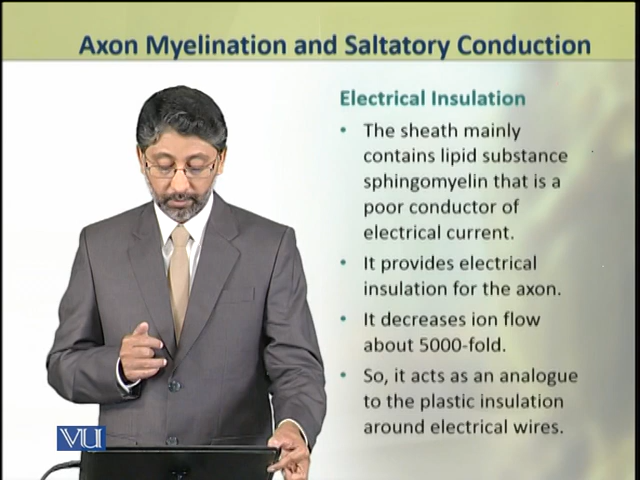 Axon Myelination and Saltatory Conduction
Electrical Insulation
• The sheath mainly
contains lipid substance
sphingomyelin that is a
poor conductor of
electrical current.
• It provides electrical
insulation for the axon.
• It decreases ion flow
about 5000-fold.
• So, it acts as an analogue
to the plastic insulation
around electrical wires.
VU